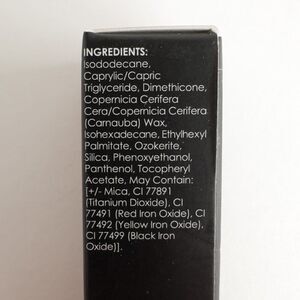 INGREDIENTS:
Isododecane,
Caprylic/Capric
Triglyceride, Dimethicone,
Copernicia Cerifera
Cera/Copernicia Cerifera
(Carnauba) Wax,
Isohexadecane, Ethylhexyl
Palmitate, Ozokerite,
Silica, Phenoxyethanol,
Panthenol, Tocopheryl
Acetate, May Contain:
[+/- Mica, CI 77891
(Titanium Dioxide), CI
77491 (Red Iron Oxide), CI
77492 (Yellow Iron Oxide),
CI 77499 (Black Iron
Oxide)].